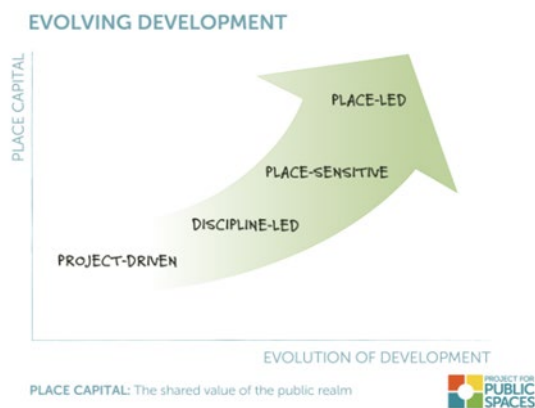 EVOLVING DEVELOPMENT
PLACE CAPITAL
PLACE-LED
PLACE-SENSITIVE
DISCIPLINE-LED
PROJECT-DRIVEN
EVOLUTION OF DEVELOPMENT
PLACE CAPITAL: The shared value of the public realm
PROJECT FOR
PUBLIC
SPACES